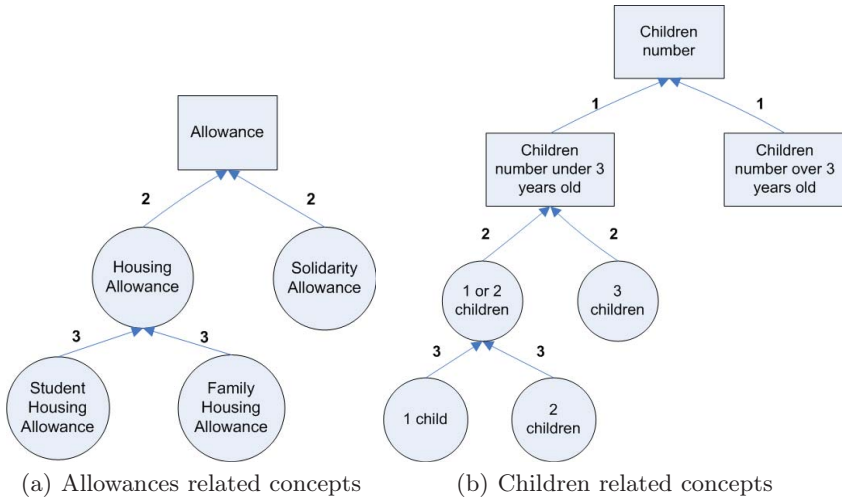 Allowance
2
2
Housing
Allowance
Solidarity
Allowance
3
3
Student
Housing
Allowance
Family
Housing
Allowance
(a) Allowances related concepts
Children
number
1
1
Children
number under 3
years old
Children
number over 3
years old
2
2
1 or 2
children
3
children
3
3
1 child
2
children
(b) Children related concepts